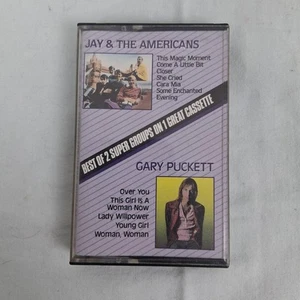 JAY & THE AMERICANS
This Magic Moment
Come A Little Bit
Closer
She Cried
Cara Mia
Some Enchanted
Evening
BEST OF 2 SUPER GROUPS ON 1 GREAT CASSETTE
GARY PUCKETT
Over You
This Girl Is A
Woman Now
Lady Willpower
Young Girl
Woman, Woman